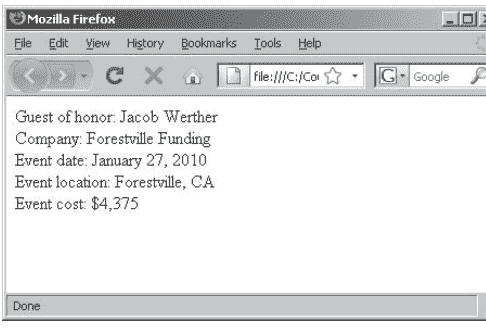 Mozilla Firefox
File Edit View History Bookmarks Tools Help
file:///C:/Co G Google
Guest of honor: Jacob Werther
Company: Forestville Funding
Event date: January 27, 2010
Event location: Forestville, CA
Event cost: $4,375
Done